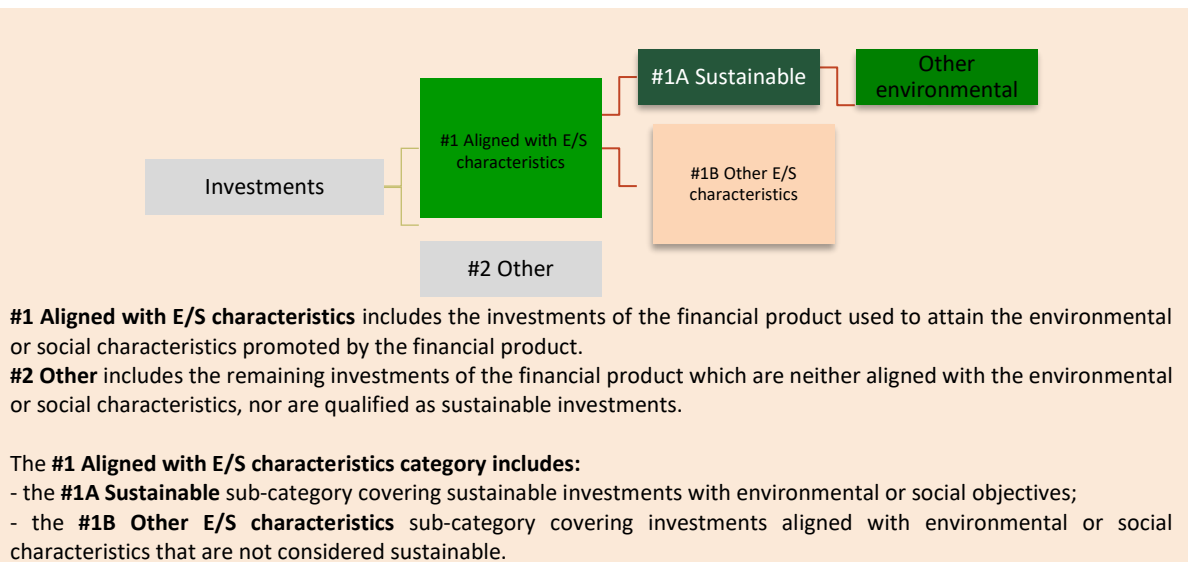 #1A Sustainable
Other
environmental
#1 Aligned with E/S
characteristics
#1B Other E/S
characteristics
Investments
#2 Other
#1 Aligned with E/S characteristics includes the investments of the financial product used to attain the environmental
or social characteristics promoted by the financial product.
#2 Other includes the remaining investments of the financial product which are neither aligned with the environmental
or social characteristics, nor are qualified as sustainable investments.
The #1 Aligned with E/S characteristics category includes:
- the #1A Sustainable sub-category covering sustainable investments with environmental or social objectives;
- the #1B Other E/S characteristics sub-category covering investments aligned with environmental or social
characteristics that are not considered sustainable.